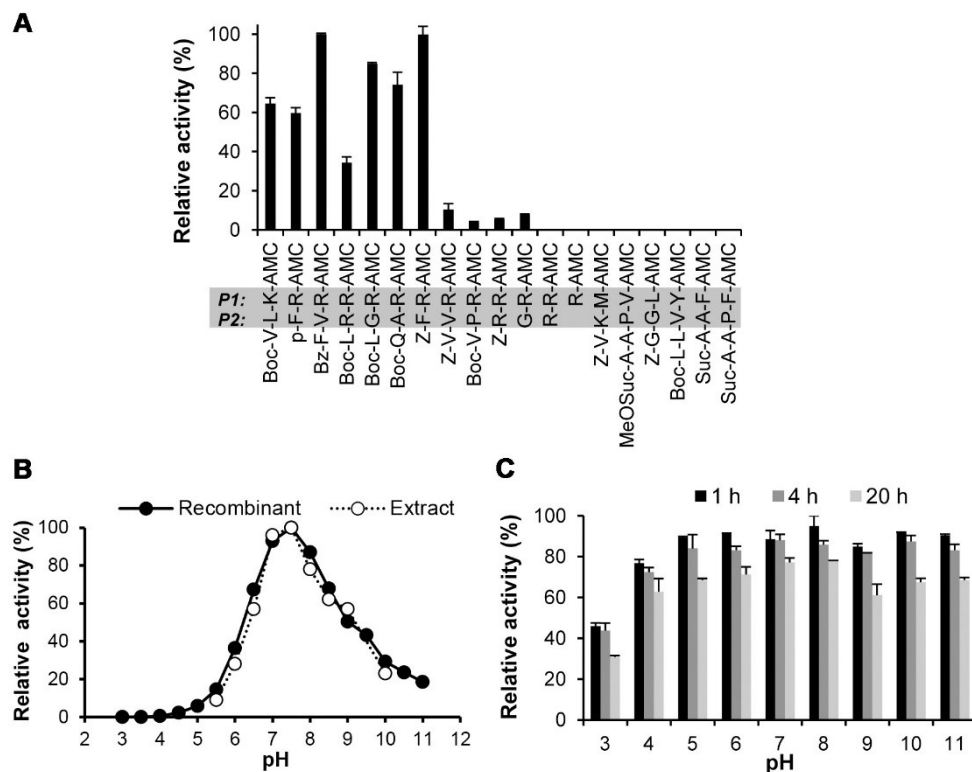 A
Relative activity (%)
100
80
60
40
20
0
P1:
P2:
Boc-V-L-K-AMC
p-F-R-AMC
Bz-F-V-R-AMC
Boc-L-R-R-AMC
Boc-L-G-R-AMC
Boc-Q-A-R-AMC
Z-F-R-AMC
Z-V-V-R-AMC
Boc-V-P-R-AMC
Z-R-R-AMC
G-R-AMC
R-R-AMC
R-AMC
Z-V-K-M-AMC
MeOSuc-A-A-P-V-AMC
Z-G-G-L-AMC
Boc-L-L-V-Y-AMC
Suc-A-A-F-AMC
Suc-A-A-P-F-AMC
B
Recombinant Extract
Relative activity (%)
100
80
60
40
20
0
2 3 4 5 6 7 8 9 10 11 12
pH
C
1 h 4 h 20 h
Relative activity (%)
100
80
60
40
20
0
3 4 5 6 7 8 9 10 11
pH